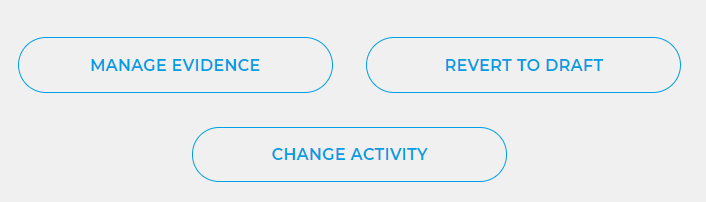 MANAGE EVIDENCE
REVERT TO DRAFT
CHANGE ACTIVITY